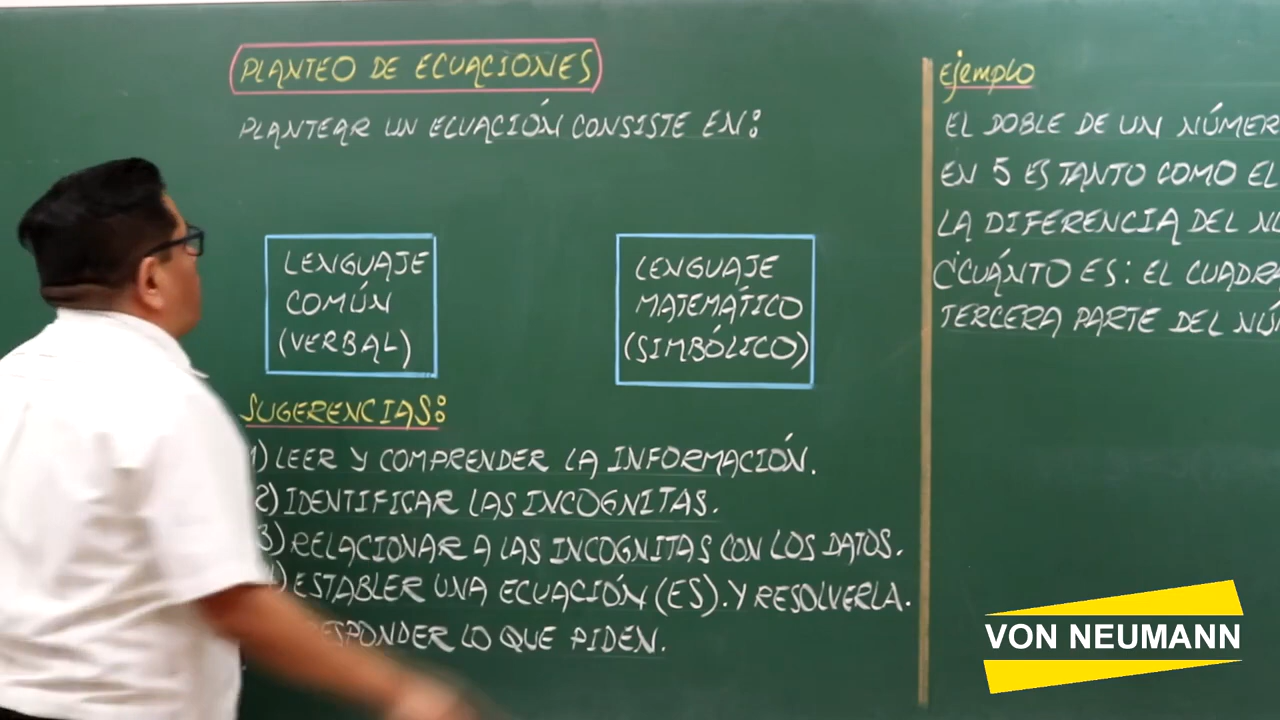 PLANTEO DE ECUACIONES
PLANTEAR UN ECUACIÓN CONSISTE EN:
LENGUAJE
COMÚN
(VERBAL)
LENGUAJE
MATEMÁTICO
(SIMBÓLICO)
SUGERENCIAS:
1) LEER Y COMPRENDER LA INFORMACIÓN.
2) IDENTIFICAR LAS INCOGNITAS.
3) RELACIONAR A LAS INCOGNITAS CON LOS DATOS.
) ESTABLER UNA ECUACIÓN (ES). Y RESOLVERLA.
LO QUE PIDEN.
Ejemplo
EL DOBLE DE UN
EN 5 ES TANTO COMO EL
LA DIFERENCIA DEL
¿CUÁNTO ES: EL
TERCERA PARTE DEL
VON NEUMANN